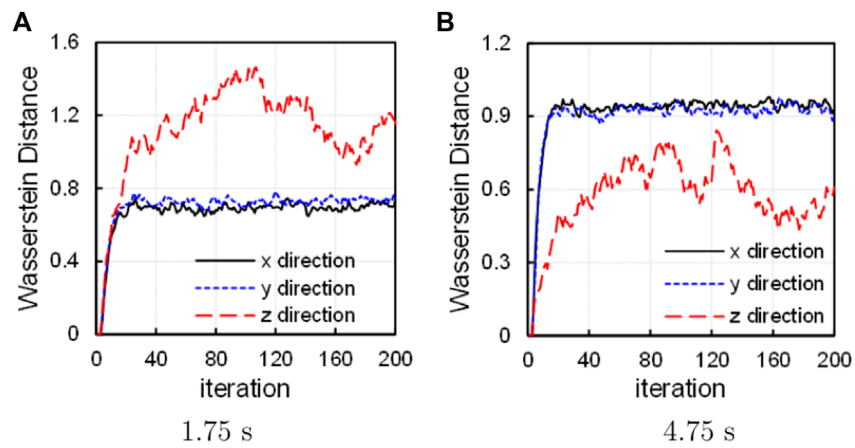 A
Wasserstein Distance
1.6
1.2
0.8
0.4
0
x direction
y direction
z direction
0 40 80 120 160 200
iteration
1.75 s
B
Wasserstein Distance
1.2
0.9
0.6
0.3
0
x direction
y direction
z direction
0 40 80 120 160 200
iteration
4.75 s